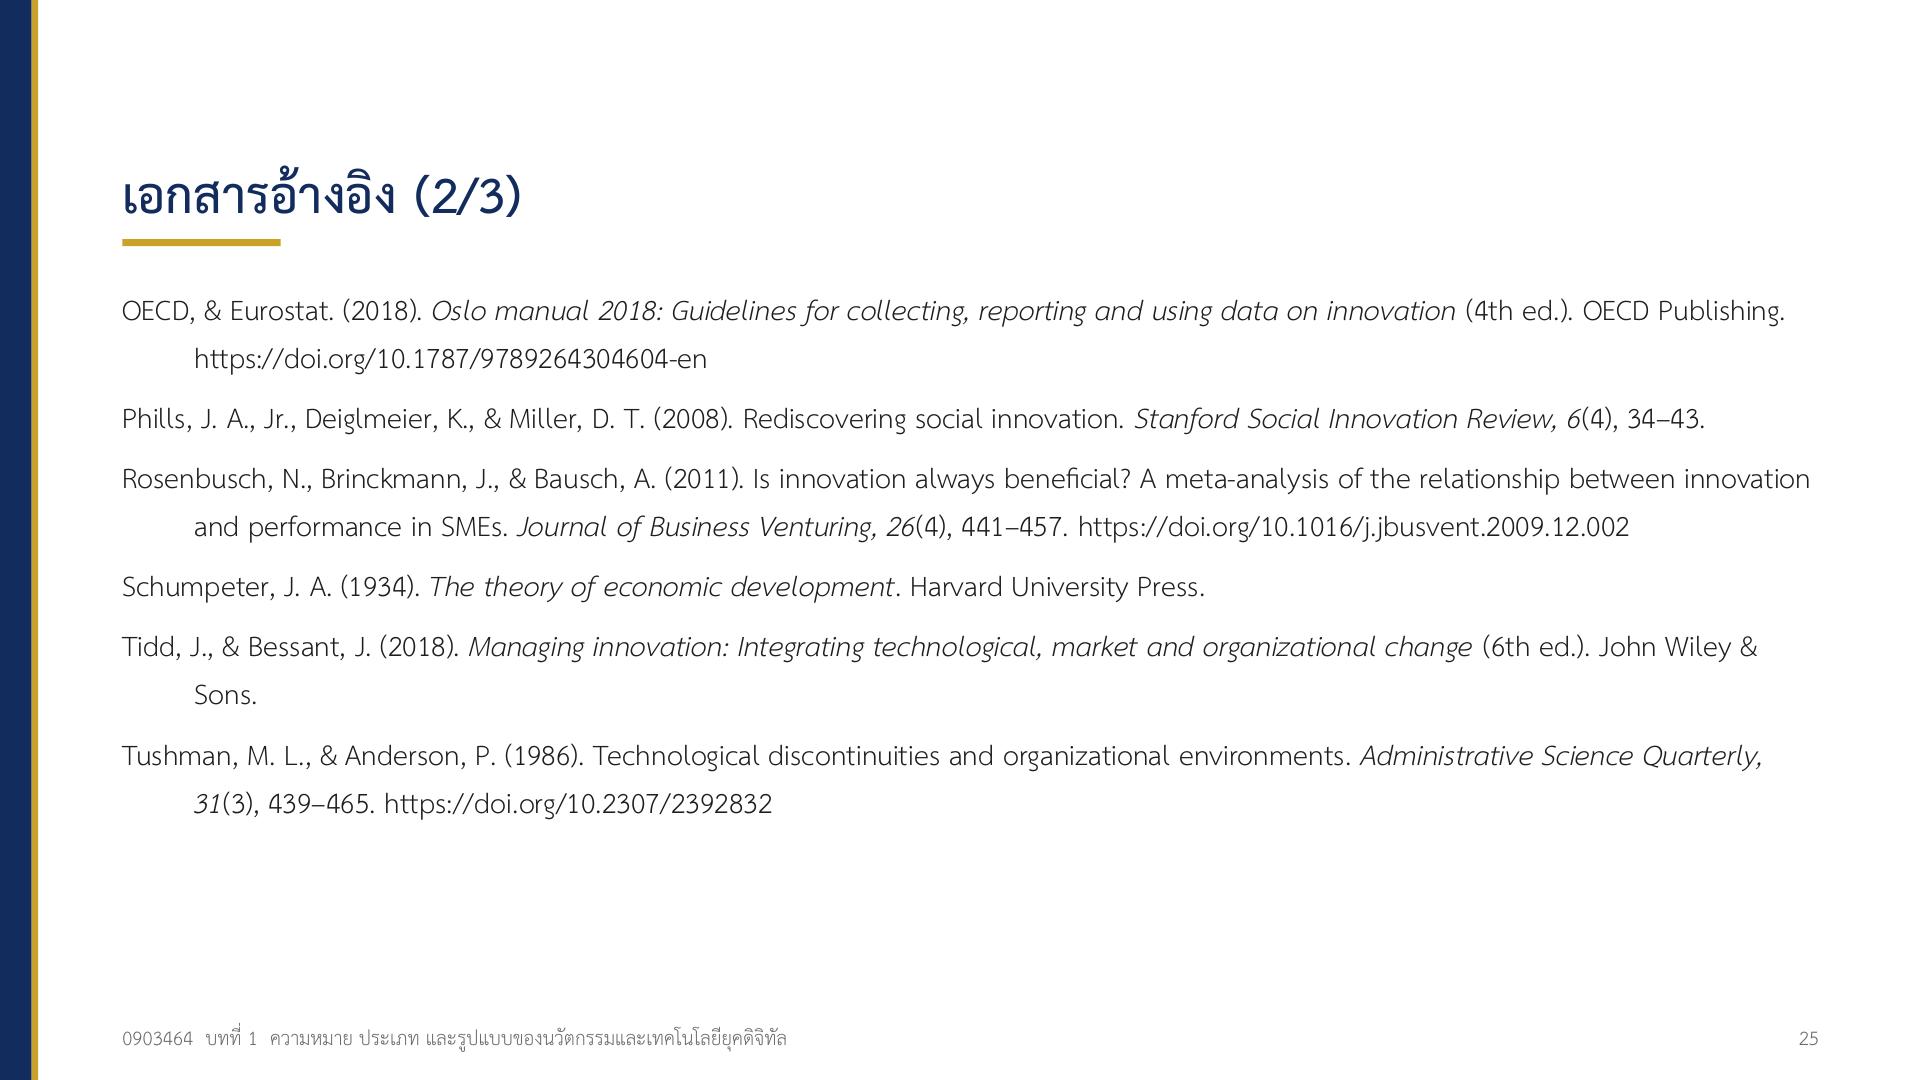 เอกสารอ้างอิง (2/3)
OECD, & Eurostat. (2018). Oslo manual 2018: Guidelines for collecting, reporting and using data on innovation (4th ed.). OECD Publishing.
https://doi.org/10.1787/9789264304604-en
Phills, J. A., Jr., Deiglmeier, K., & Miller, D. T. (2008). Rediscovering social innovation. Stanford Social Innovation Review, 6(4), 34–43.
Rosenbusch, N., Brinckmann, J., & Bausch, A. (2011). Is innovation always beneficial? A meta-analysis of the relationship between innovation
and performance in SMEs. Journal of Business Venturing, 26(4), 441–457. https://doi.org/10.1016/j.jbusvent.2009.12.002
Schumpeter, J. A. (1934). The theory of economic development. Harvard University Press.
Tidd, J., & Bessant, J. (2018). Managing innovation: Integrating technological, market and organizational change (6th ed.). John Wiley &
Sons.
Tushman, M. L., & Anderson, P. (1986). Technological discontinuities and organizational environments. Administrative Science Quarterly,
31(3), 439–465. https://doi.org/10.2307/2392832
0903464 บทที่ 1 ความหมาย ประเภท และรูปแบบของนวัตกรรมและเทคโนโลยียุคดิจิทัล
25